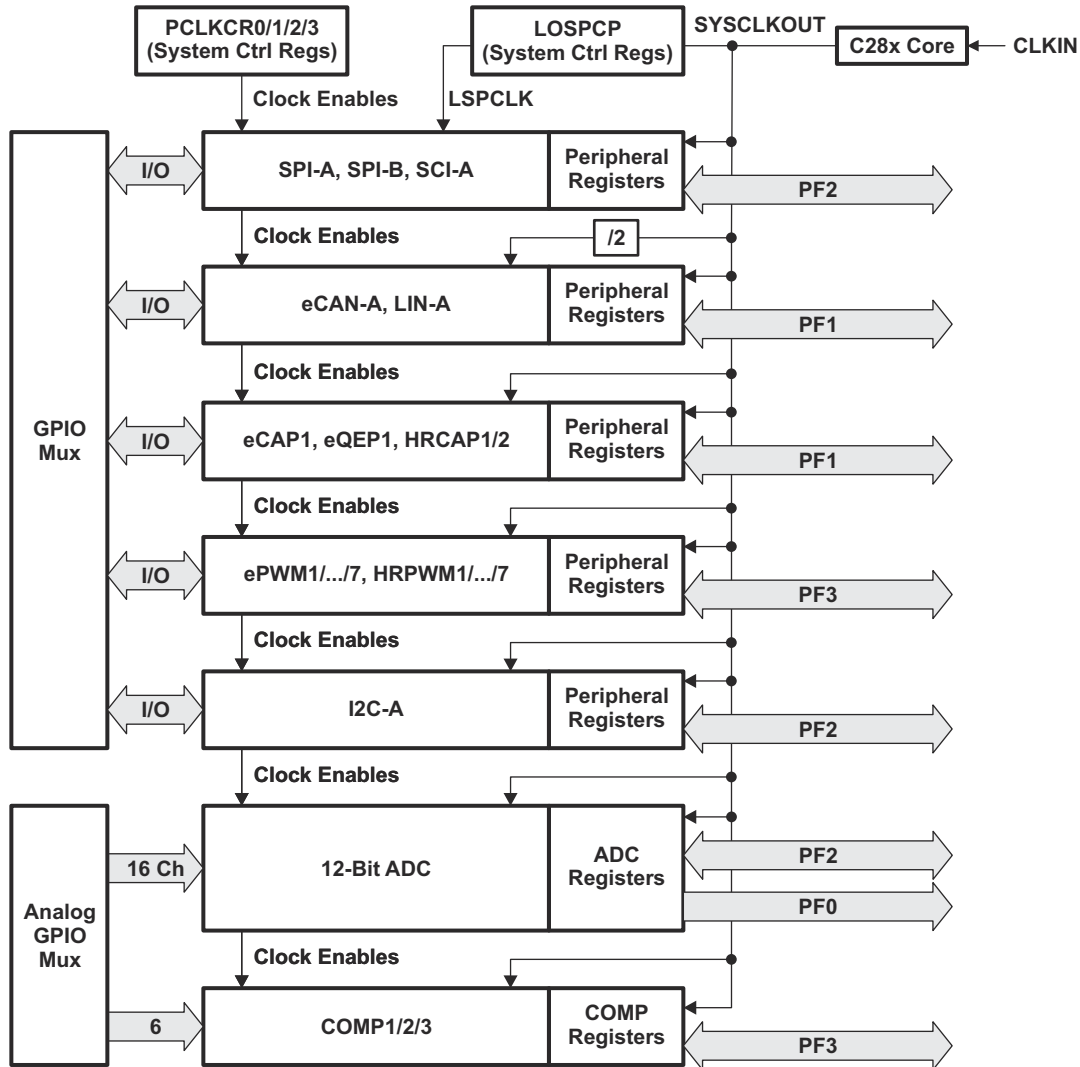 PCLKCR0/1/2/3
(System Ctrl Regs)
LOSPCP
(System Ctrl Regs)
SYSCLKOUT
C28x Core
CLKIN
Clock Enables
LSPCLK
I/O
SPI-A, SPI-B, SCI-A
Peripheral
Registers
PF2
Clock Enables
/2
I/O
eCAN-A, LIN-A
Peripheral
Registers
PF1
Clock Enables
GPIO
Mux
I/O
eCAP1, eQEP1, HRCAP1/2
Peripheral
Registers
PF1
Clock Enables
I/O
ePWM1/.../7, HRPWM1/.../7
Peripheral
Registers
PF3
Clock Enables
I/O
I2C-A
Peripheral
Registers
PF2
Clock Enables
Analog
GPIO
Mux
16 Ch
12-Bit ADC
ADC
Registers
PF2
PF0
Clock Enables
6
COMP1/2/3
COMP
Registers
PF3